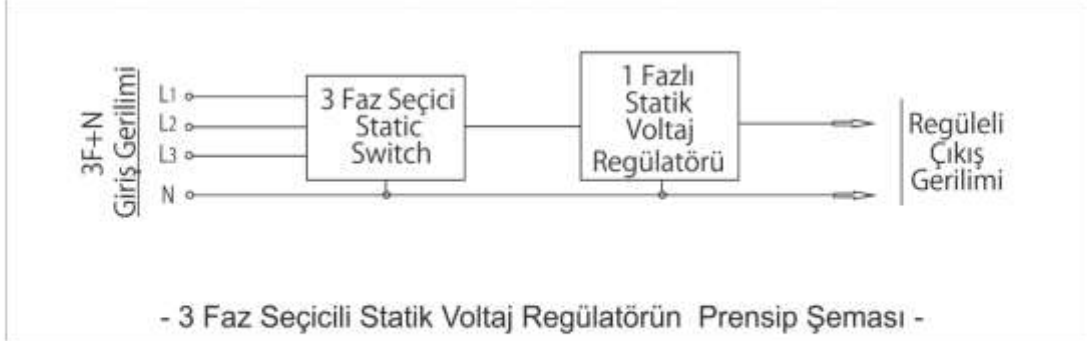 3F+N
Giriş Gerilimi
L1
L2
L3
N
3 Faz Seçici
Static
Switch
1 Fazlı
Statik
Voltaj
Regülatörü
Regüleli
Çıkış
Gerilimi
- 3 Faz Seçicili Statik Voltaj Regülatörün Prensip Şeması -